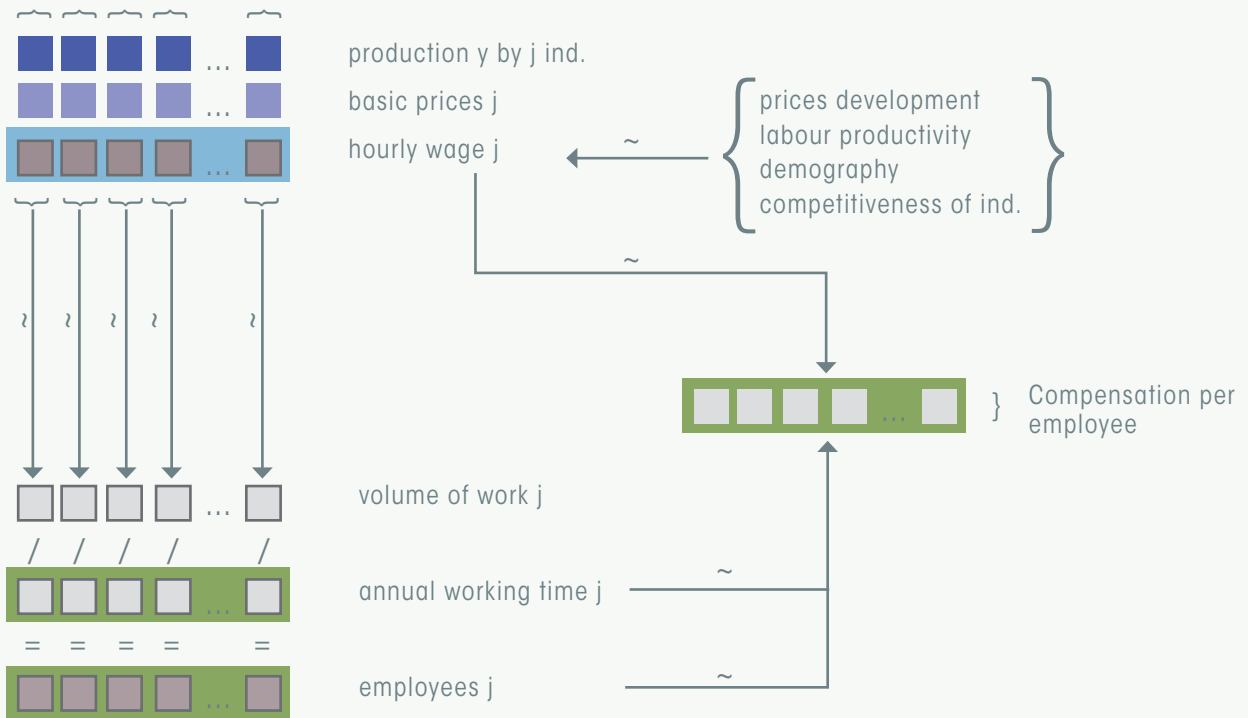 production y by j ind.
... 
basic prices j
...
hourly wage j
...
~
prices development
labour productivity
demography
competitiveness of ind.
~
~ ~ ~ ~ ~
...
Compensation per
employee
volume of work j
...
/ / / / /
annual working time j
...
~
= = = = =
employees j
...
~